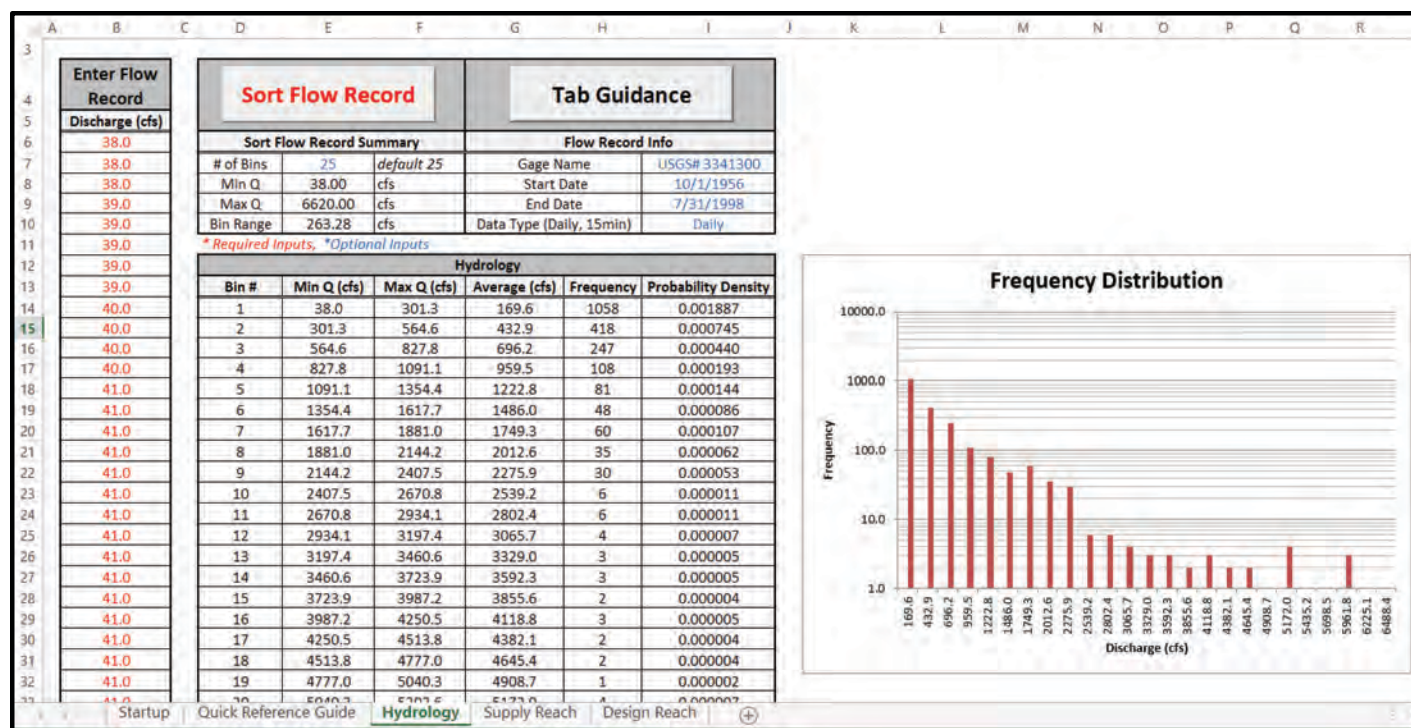 A B C D E F G H I J K L M N O P Q R
3
Enter Flow
4 Record Sort Flow Record Tab Guidance
5 Discharge (cfs)
6 38.0 Sort Flow Record Summary Flow Record Info
7 38.0 # of Bins 25 default 25 Gage Name USGS# 3341300
8 38.0 Min Q 38.00 cfs Start Date 10/1/1956
9 39.0 Max Q 6620.00 cfs End Date 7/31/1998
10 39.0 Bin Range 263.28 cfs Data Type (Daily, 15min) Daily
11 39.0 * Required Inputs, *Optional Inputs
12 39.0 Hydrology
13 39.0 Bin # Min Q (cfs) Max Q (cfs) Average (cfs) Frequency Probability Density
14 40.0 1 38.0 301.3 169.6 1058 0.001887
15 40.0 2 301.3 564.6 432.9 418 0.000745
16 40.0 3 564.6 827.8 696.2 247 0.000440
17 40.0 4 827.8 1091.1 959.5 108 0.000193
18 41.0 5 1091.1 1354.4 1222.8 81 0.000144
19 41.0 6 1354.4 1617.7 1486.0 48 0.000086
20 41.0 7 1617.7 1881.0 1749.3 60 0.000107
21 41.0 8 1881.0 2144.2 2012.6 35 0.000062
22 41.0 9 2144.2 2407.5 2275.9 30 0.000053
23 41.0 10 2407.5 2670.8 2539.2 6 0.000011
24 41.0 11 2670.8 2934.1 2802.4 6 0.000011
25 41.0 12 2934.1 3197.4 3065.7 4 0.000007
26 41.0 13 3197.4 3460.6 3329.0 3 0.000005
27 41.0 14 3460.6 3723.9 3592.3 3 0.000005
28 41.0 15 3723.9 3987.2 3855.6 2 0.000004
29 41.0 16 3987.2 4250.5 4118.8 3 0.000005
30 41.0 17 4250.5 4513.8 4382.1 2 0.000004
31 41.0 18 4513.8 4777.0 4645.4 2 0.000004
32 41.0 19 4777.0 5040.3 4908.7 1 0.000002
Frequency Distribution
10000.0
1000.0
100.0
10.0
1.0
Frequency
169.6 432.9 696.2 959.5 1222.8 1486.0 1749.3 2012.6 2275.9 2539.2 2802.4 3065.7 3329.0 3592.3 3855.6 4118.8 4382.1 4645.4 4908.7 5172.0 5435.2 5698.5 5961.8 6225.1 6488.4
Discharge (cfs)
Startup Quick Reference Guide Hydrology Supply Reach Design Reach